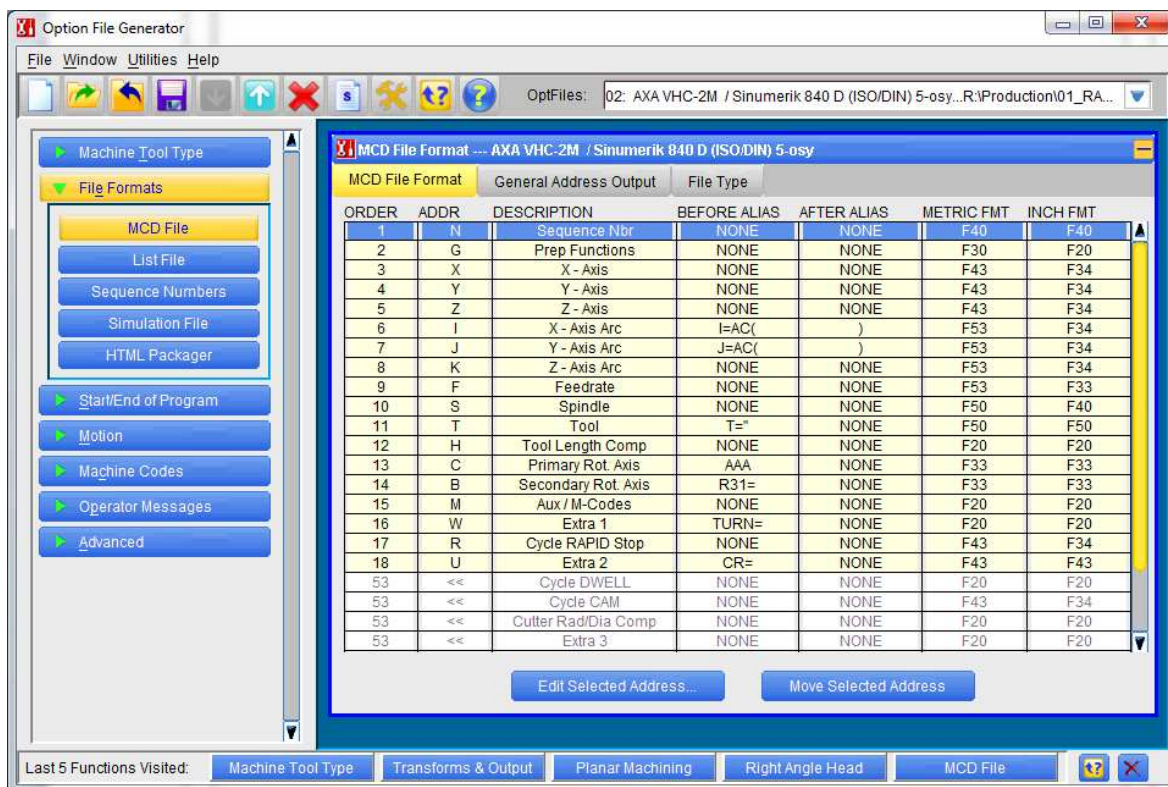 Option File Generator
File Window Utilities Help
OptFiles: 02: AXA VHC-2M / Sinumerik 840 D (ISO/DIN) 5-osy...R:\Production\01_RA...
Machine Tool Type
File Formats
MCD File
List File
Sequence Numbers
Simulation File
HTML Packager
Start/End of Program
Motion
Machine Codes
Operator Messages
Advanced
MCD File Format --- AXA VHC-2M / Sinumerik 840 D (ISO/DIN) 5-osy
MCD File Format General Address Output File Type
ORDER ADDR DESCRIPTION BEFORE ALIAS AFTER ALIAS METRIC FMT INCH FMT
1 N Sequence Nbr NONE NONE F40 F40
2 G Prep Functions NONE NONE F30 F20
3 X X - Axis NONE NONE F43 F34
4 Y Y - Axis NONE NONE F43 F34
5 Z Z - Axis NONE NONE F43 F34
6 I X - Axis Arc I=AC( ) F53 F34
7 J Y - Axis Arc J=AC( ) F53 F34
8 K Z - Axis Arc NONE NONE F53 F34
9 F Feedrate NONE NONE F53 F33
10 S Spindle NONE NONE F50 F40
11 T Tool T=" NONE F50 F50
12 H Tool Length Comp NONE NONE F20 F20
13 C Primary Rot. Axis AAA NONE F33 F33
14 B Secondary Rot. Axis R31= NONE F33 F33
15 M Aux / M-Codes NONE NONE F20 F20
16 W Extra 1 TURN= NONE F20 F20
17 R Cycle RAPID Stop NONE NONE F43 F34
18 U Extra 2 CR= NONE F43 F43
53 << Cycle DWELL NONE NONE F20 F20
53 << Cycle CAM NONE NONE F43 F34
53 << Cutter Rad/Dia Comp NONE NONE F20 F20
53 << Extra 3 NONE NONE F20 F20
Edit Selected Address... Move Selected Address
Last 5 Functions Visited: Machine Tool Type Transforms & Output Planar Machining Right Angle Head MCD File